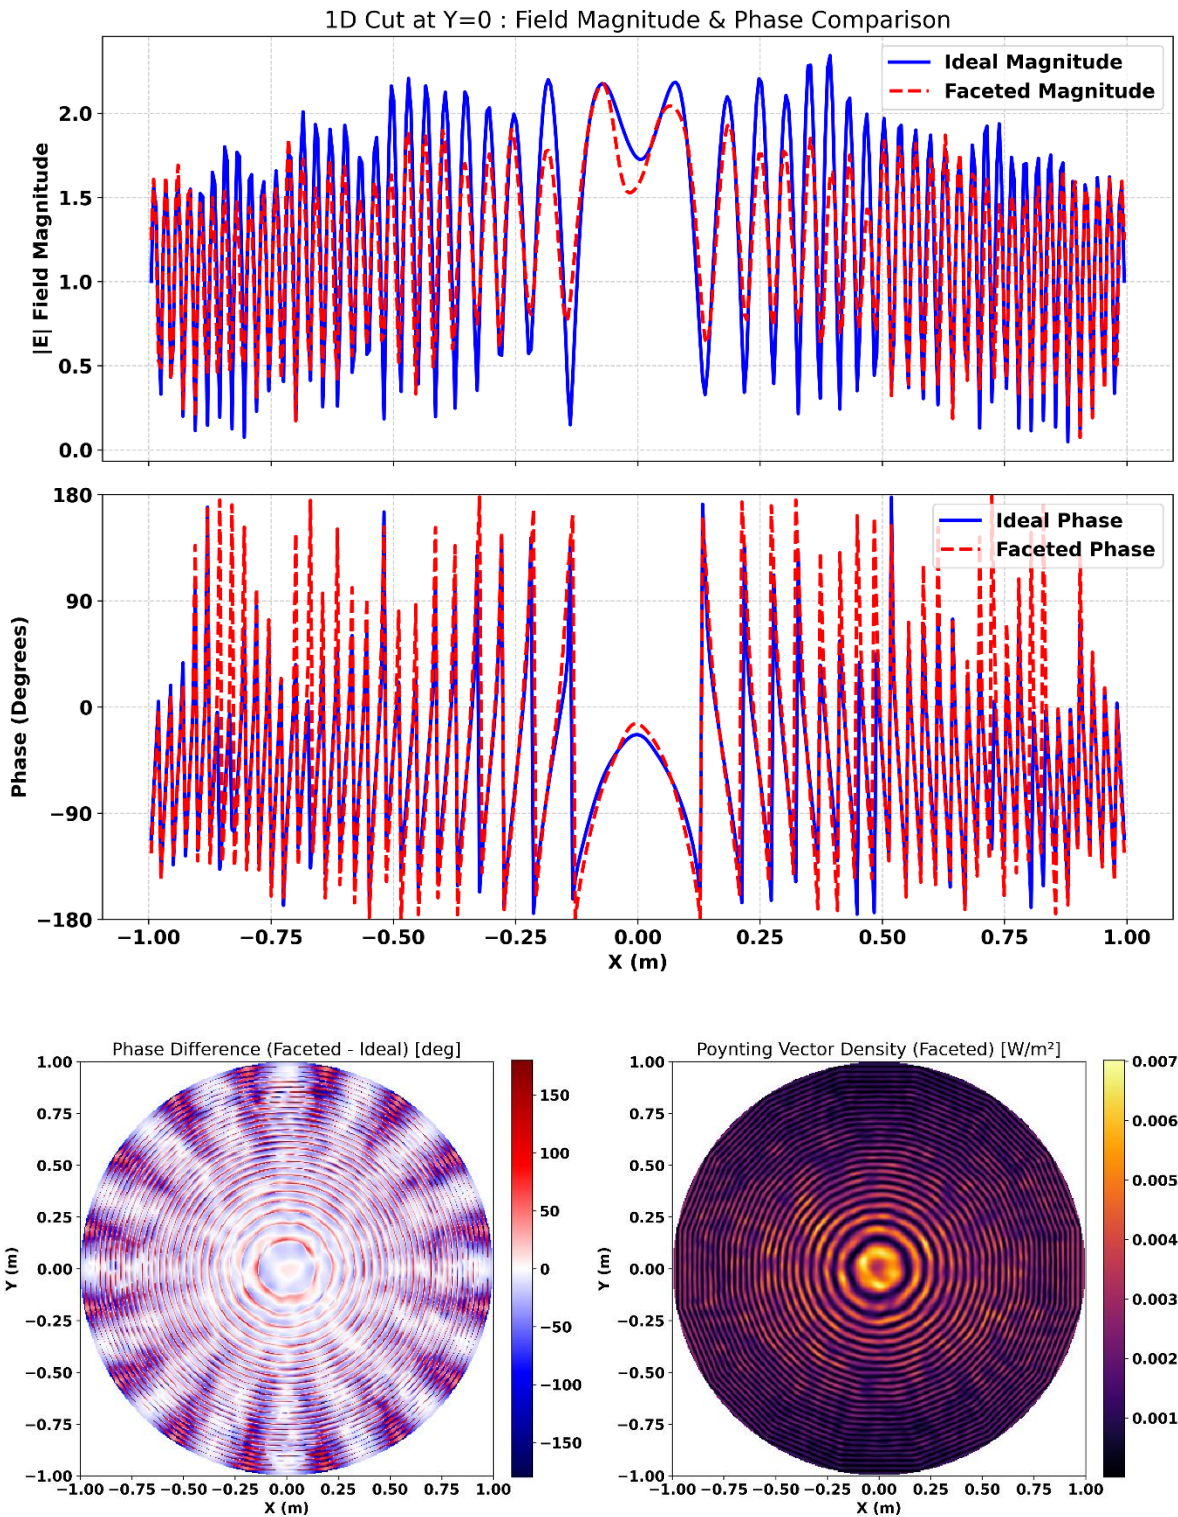 1D Cut at Y=0 : Field Magnitude & Phase Comparison
|E| Field Magnitude
2.0
1.5
1.0
0.5
0.0
Ideal Magnitude
Faceted Magnitude
Phase (Degrees)
180
90
0
−90
−180
Ideal Phase
Faceted Phase
−1.00 −0.75 −0.50 −0.25 0.00 0.25 0.50 0.75 1.00
X (m)
Phase Difference (Faceted - Ideal) [deg]
Y (m)
1.00
0.75
0.50
0.25
0.00
−0.25
−0.50
−0.75
−1.00
−1.00 −0.75 −0.50 −0.25 0.00 0.25 0.50 0.75 1.00
X (m)
150
100
50
0
−50
−100
−150
Poynting Vector Density (Faceted) [W/m²]
Y (m)
1.00
0.75
0.50
0.25
0.00
−0.25
−0.50
−0.75
−1.00
−1.00 −0.75 −0.50 −0.25 0.00 0.25 0.50 0.75 1.00
X (m)
0.007
0.006
0.005
0.004
0.003
0.002
0.001